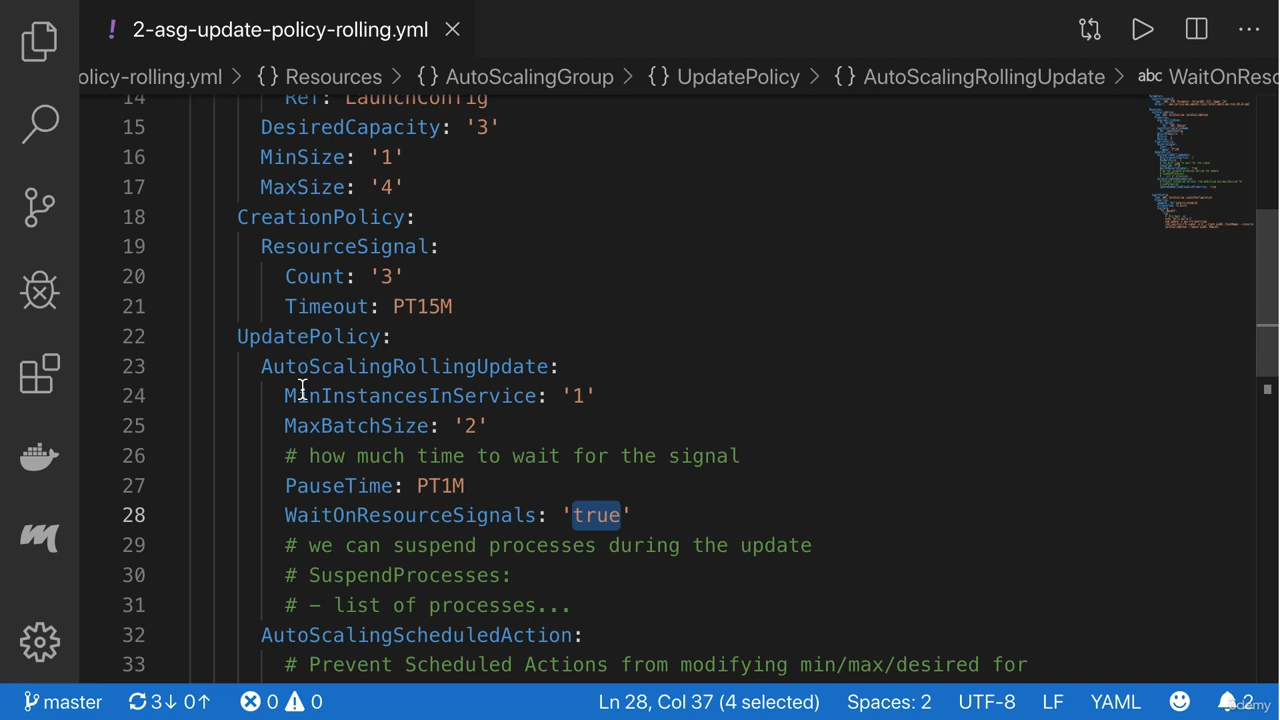 ! 2-asg-update-policy-rolling.yml
olicy-rolling.yml > {} Resources > {} AutoScalingGroup > {} UpdatePolicy > {} AutoScalingRollingUpdate > abc WaitOnReso
14 Ref: LaunchConfig
15 DesiredCapacity: '3'
16 MinSize: '1'
17 MaxSize: '4'
18 CreationPolicy:
19 ResourceSignal:
20 Count: '3'
21 Timeout: PT15M
22 UpdatePolicy:
23 AutoScalingRollingUpdate:
24 MinInstancesInService: '1'
25 MaxBatchSize: '2'
26 # how much time to wait for the signal
27 PauseTime: PT1M
28 WaitOnResourceSignals: 'true'
29 # we can suspend processes during the update
30 # SuspendProcesses:
31 # - list of processes...
32 AutoScalingScheduledAction:
33 # Prevent Scheduled Actions from modifying min/max/desired for
master 3↓ 0↑ 0 0 Ln 28, Col 37 (4 selected) Spaces: 2 UTF-8 LF YAML 2
udemy